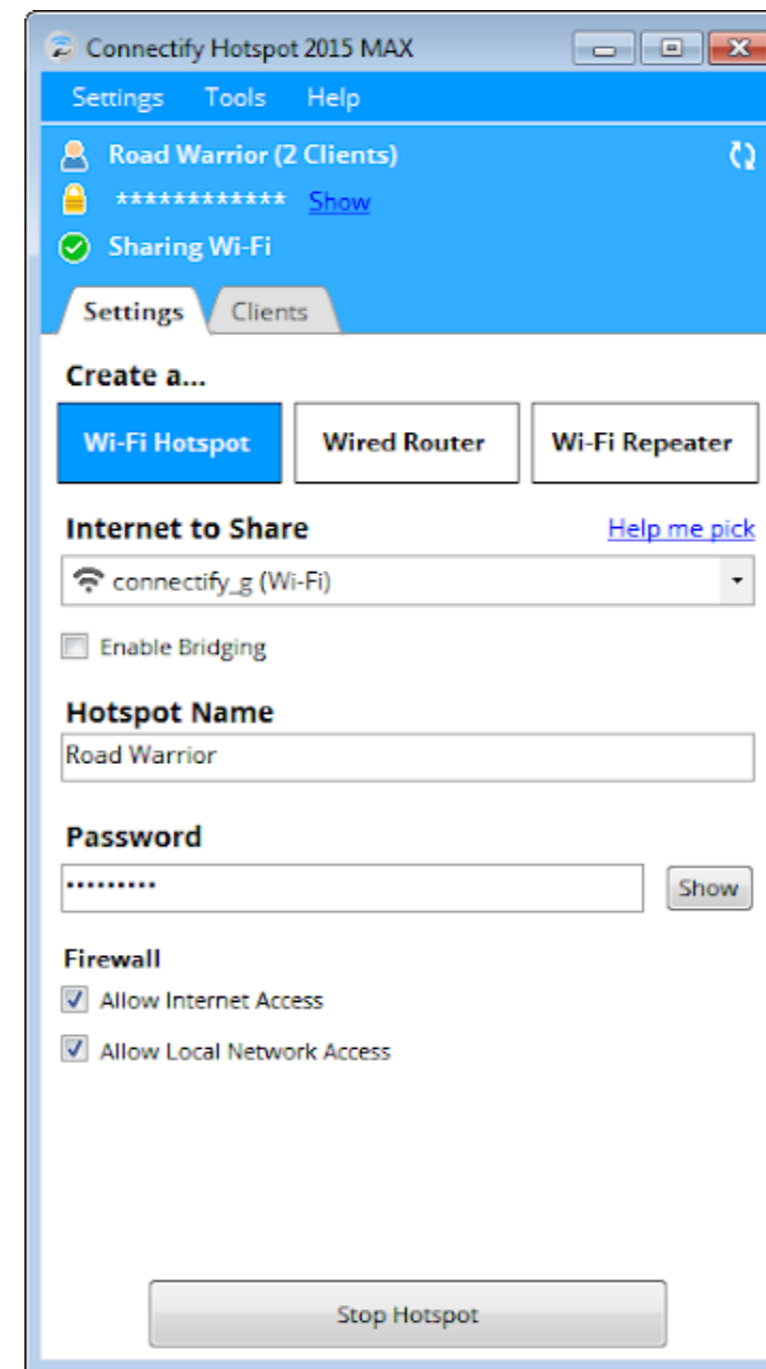 Connectify Hotspot 2015 MAX
Settings Tools Help
Road Warrior (2 Clients)
************ Show
Sharing Wi-Fi
Settings Clients
Create a...
Wi-Fi Hotspot Wired Router Wi-Fi Repeater
Internet to Share Help me pick
connectify_g (Wi-Fi)
Enable Bridging
Hotspot Name
Road Warrior
Password
••••••••• Show
Firewall
Allow Internet Access
Allow Local Network Access
Stop Hotspot